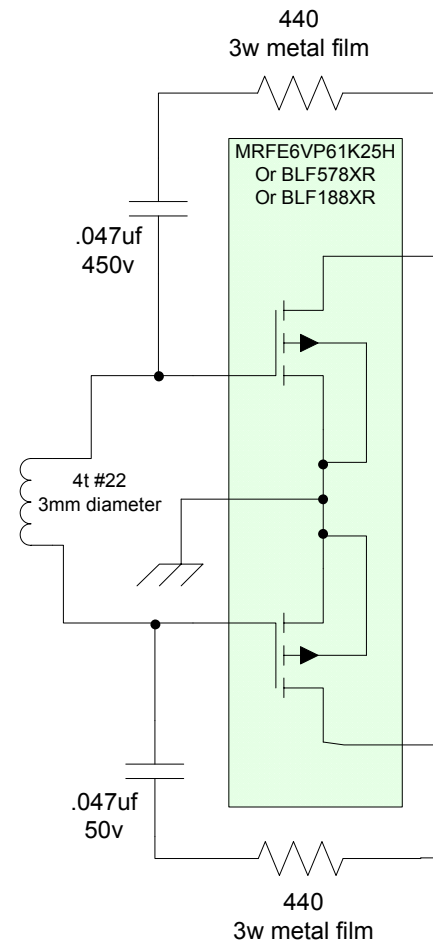 440
3w metal film
MRFE6VP61K25H
Or BLF578XR
Or BLF188XR
.047uf
450v
4t #22
3mm diameter
.047uf
50v
440
3w metal film